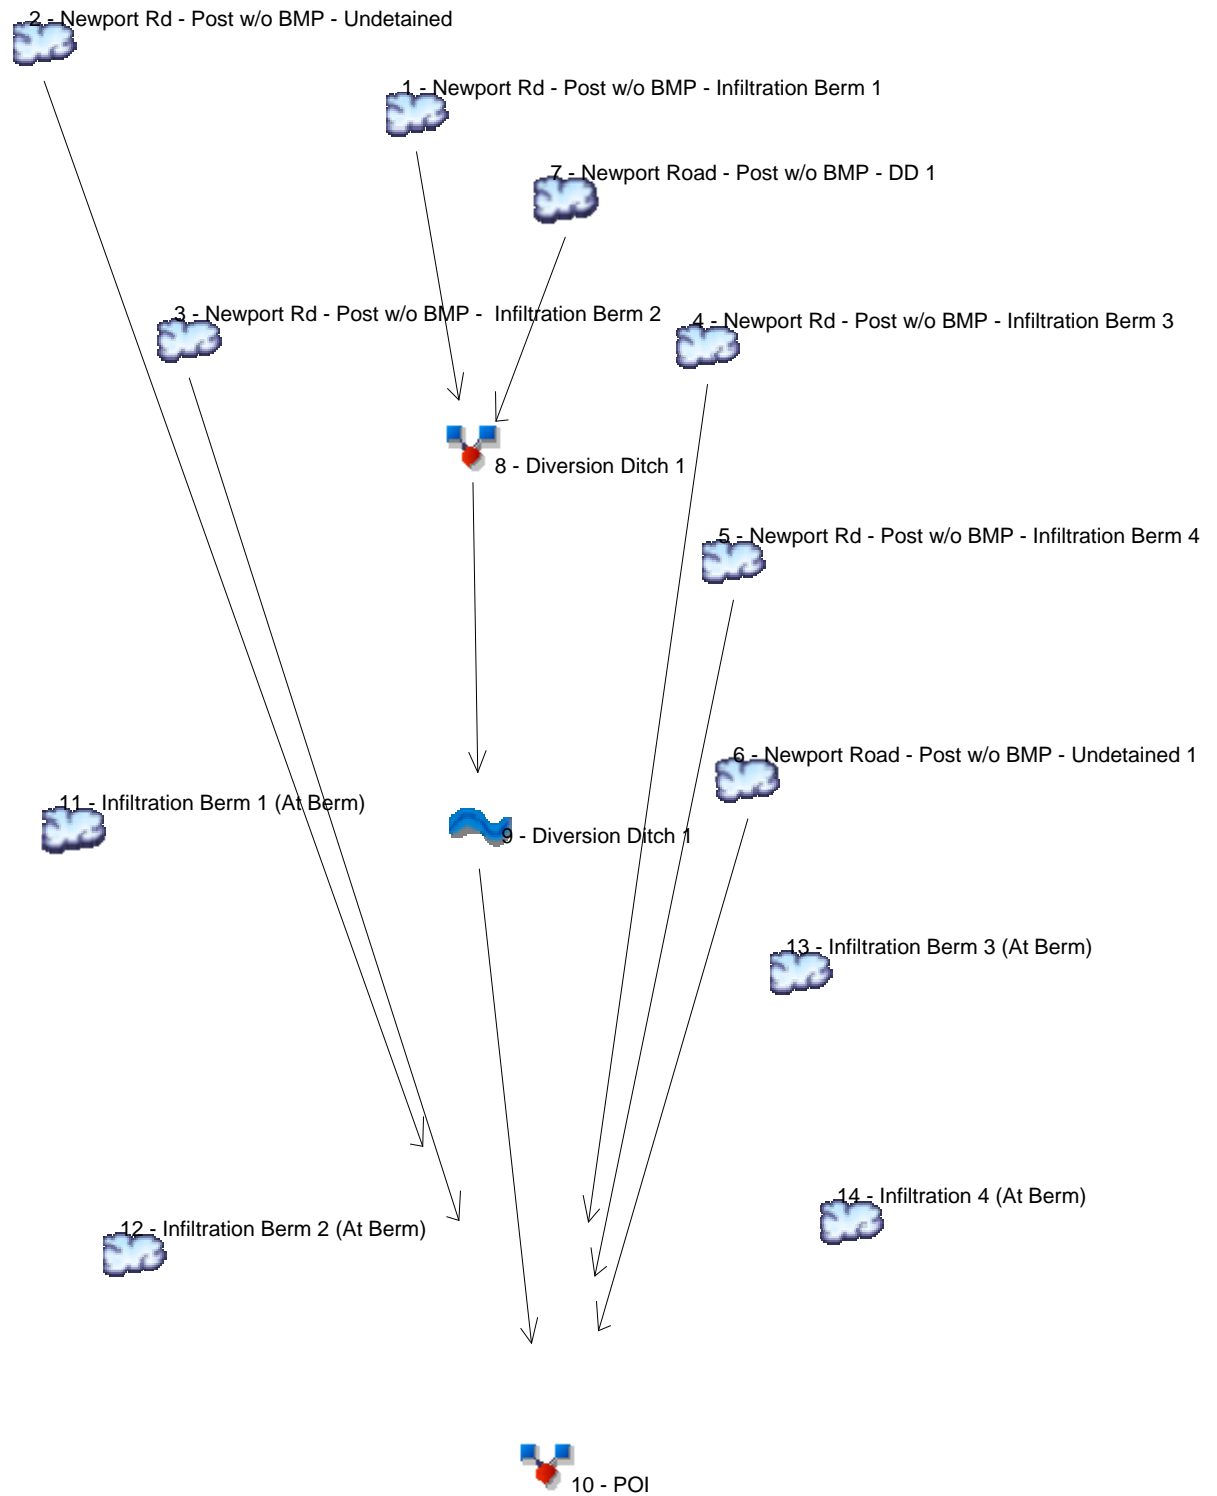 2 - Newport Rd - Post w/o BMP - Undetained
1 - Newport Rd - Post w/o BMP - Infiltration Berm 1
7 - Newport Road - Post w/o BMP - DD 1
3 - Newport Rd - Post w/o BMP -  Infiltration Berm 2
4 - Newport Rd - Post w/o BMP - Infiltration Berm 3
8 - Diversion Ditch 1
5 - Newport Rd - Post w/o BMP - Infiltration Berm 4
6 - Newport Road - Post w/o BMP - Undetained 1
11 - Infiltration Berm 1 (At Berm)
9 - Diversion Ditch 1
13 - Infiltration Berm 3 (At Berm)
14 - Infiltration 4 (At Berm)
12 - Infiltration Berm 2 (At Berm)
10 - POI